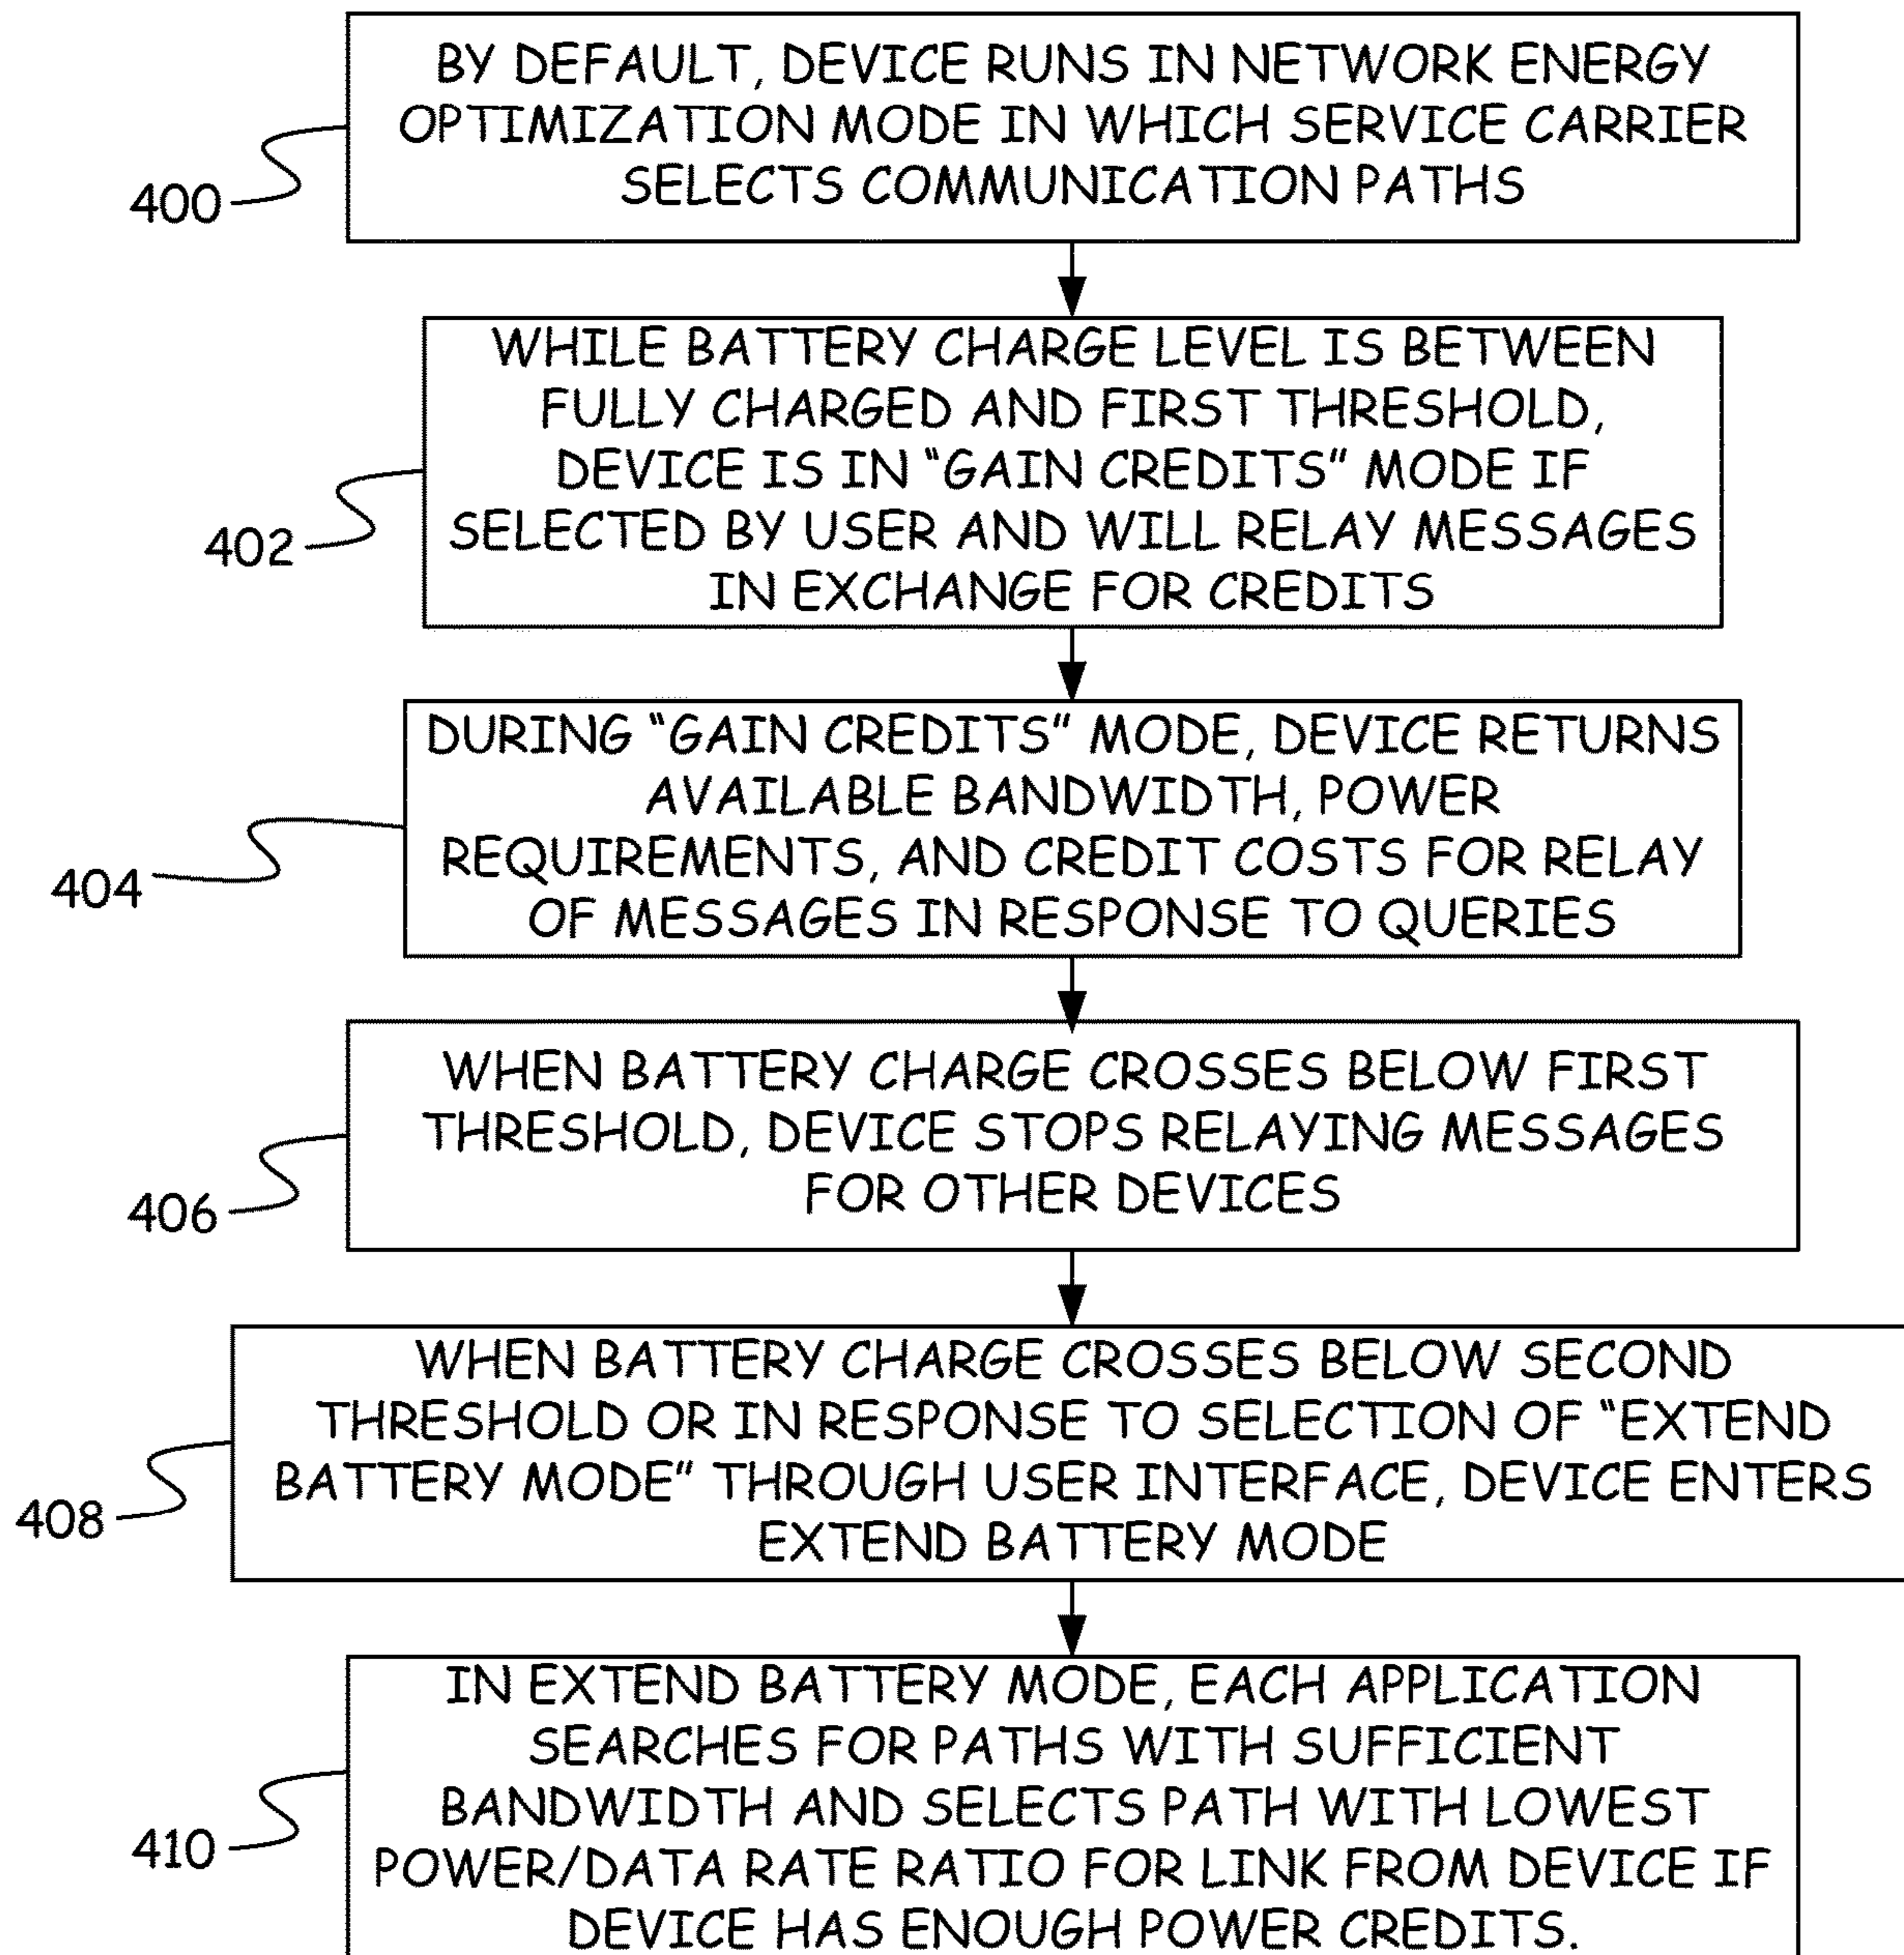 BY DEFAULT, DEVICE RUNS IN NETWORK ENERGY
OPTIMIZATION MODE IN WHICH SERVICE CARRIER
SELECTS COMMUNICATION PATHS
400
WHILE BATTERY CHARGE LEVEL IS BETWEEN
FULLY CHARGED AND FIRST THRESHOLD,
DEVICE IS IN “GAIN CREDITS” MODE IF
SELECTED BY USER AND WILL RELAY MESSAGES
IN EXCHANGE FOR CREDITS
402
DURING “GAIN CREDITS” MODE, DEVICE RETURNS
AVAILABLE BANDWIDTH, POWER
REQUIREMENTS, AND CREDIT COSTS FOR RELAY
OF MESSAGES IN RESPONSE TO QUERIES
404
WHEN BATTERY CHARGE CROSSES BELOW FIRST
THRESHOLD, DEVICE STOPS RELAYING MESSAGES
FOR OTHER DEVICES
406
WHEN BATTERY CHARGE CROSSES BELOW SECOND
THRESHOLD OR IN RESPONSE TO SELECTION OF “EXTEND
BATTERY MODE” THROUGH USER INTERFACE, DEVICE ENTERS
EXTEND BATTERY MODE
408
IN EXTEND BATTERY MODE, EACH APPLICATION
SEARCHES FOR PATHS WITH SUFFICIENT
BANDWIDTH AND SELECTS PATH WITH LOWEST
POWER/DATA RATE RATIO FOR LINK FROM DEVICE IF
DEVICE HAS ENOUGH POWER CREDITS.
410